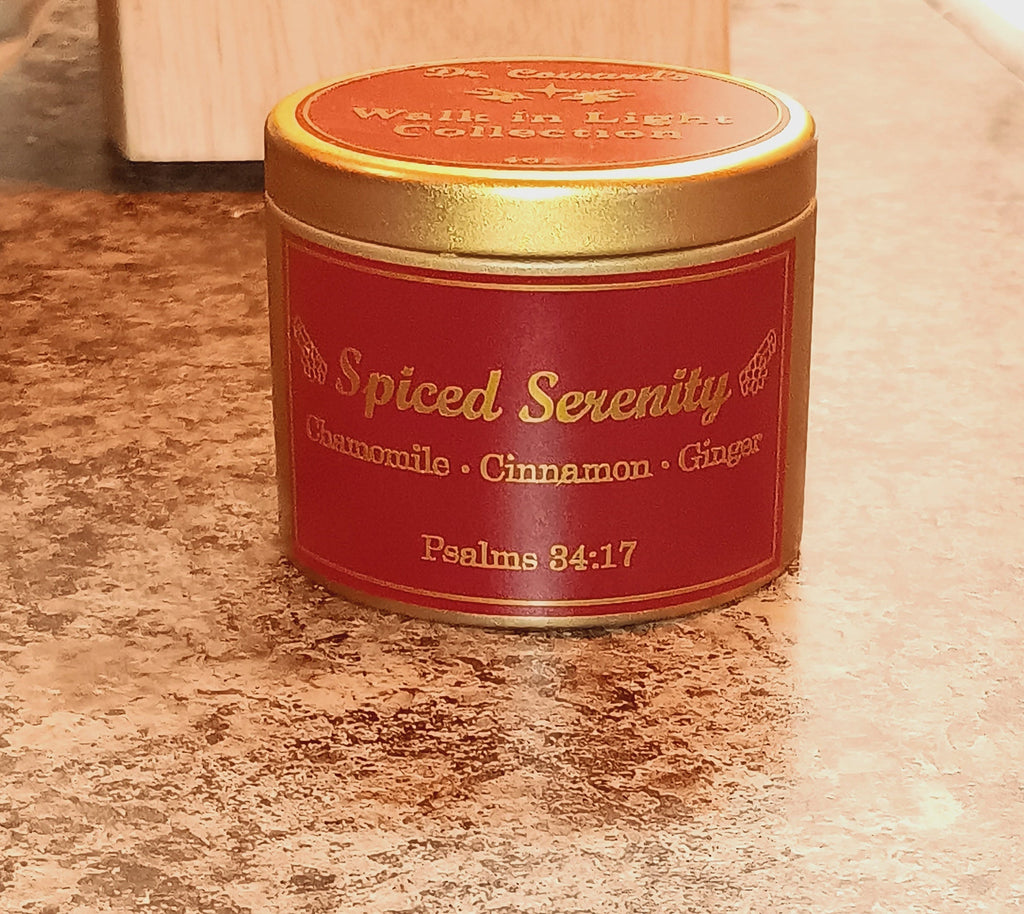 Dr. Coward's
Walk in Light
Collection
4OZ
Spiced Serenity
Chamomile · Cinnamon · Ginger
Psalms 34:17